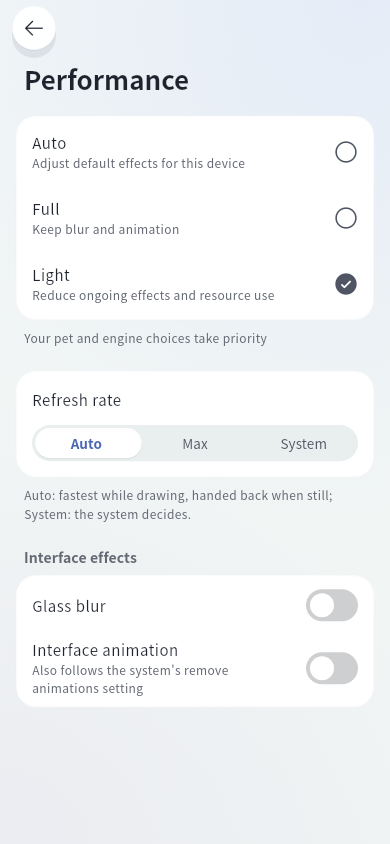 Performance
Auto
Adjust default effects for this device
Full
Keep blur and animation
Light
Reduce ongoing effects and resource use
Your pet and engine choices take priority
Refresh rate
Auto
Max
System
Auto: fastest while drawing, handed back when still;
System: the system decides.
Interface effects
Glass blur
Interface animation
Also follows the system's remove
animations setting